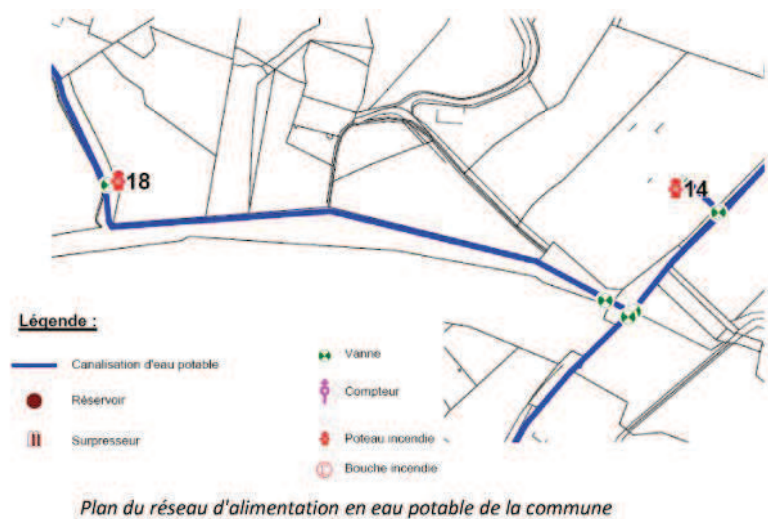 18
14
Légende :
Canalisation d'eau potable
Réservoir
Surpresseur
Vanne
Compteur
Poteau incendie
Bouche incendie
Plan du réseau d'alimentation en eau potable de la commune